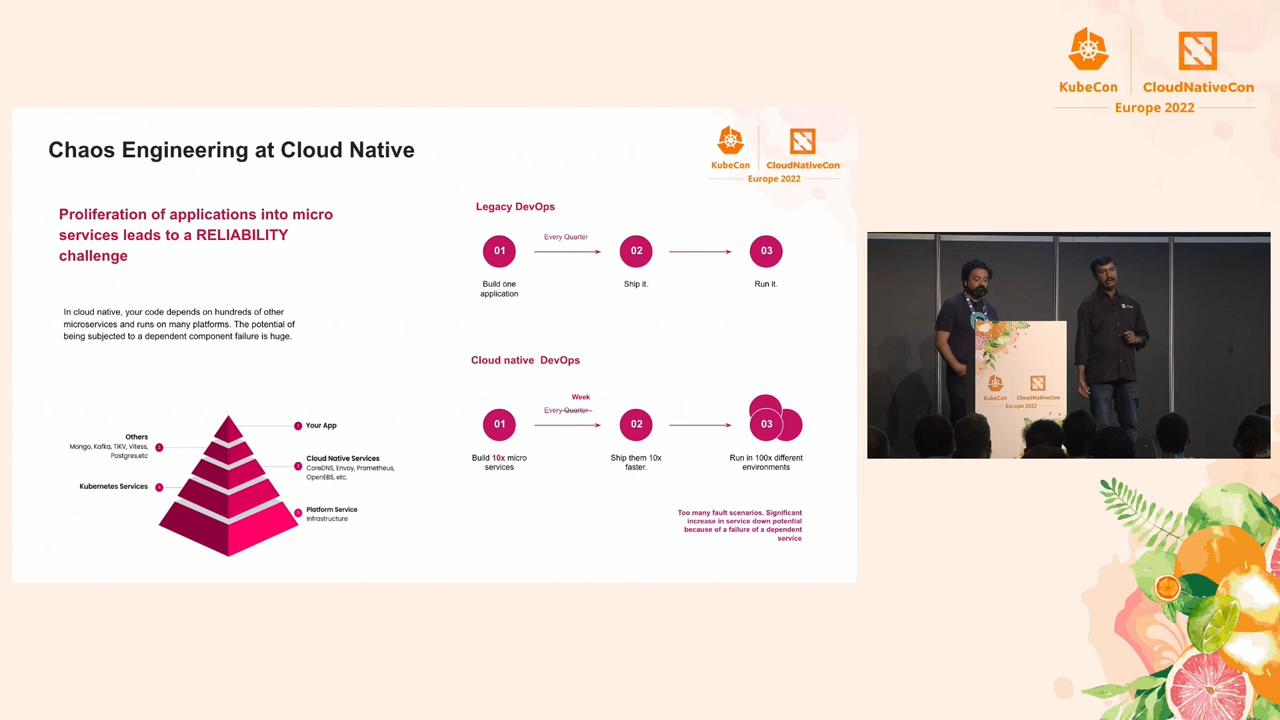 KubeCon
CloudNativeCon
Europe 2022
Chaos Engineering at Cloud Native
KubeCon
CloudNativeCon
Europe 2022
Proliferation of applications into micro
services leads to a RELIABILITY
challenge
In cloud native, your code depends on hundreds of other
microservices and runs on many platforms. The potential of
being subjected to a dependent component failure is huge.
Others
Mongo, Kafka, TiKV, Vitess,
Postgres,etc
Kubernetes Services
Your App
Cloud Native Services
CoreDNS, Envoy, Prometheus,
OpenEBS, etc.
Platform Service
Infrastructure
Legacy DevOps
01
Every Quarter
02
03
Build one
application
Ship it.
Run it.
Cloud native DevOps
Week
Every Quarter
01
02
03
Build 10x micro
services
Ship them 10x
faster.
Run in 100x different
environments
Too many fault scenarios. Significant
increase in service down potential
because of a failure of a dependent
service
KubeCon
CloudNativeCon
Europe 2022